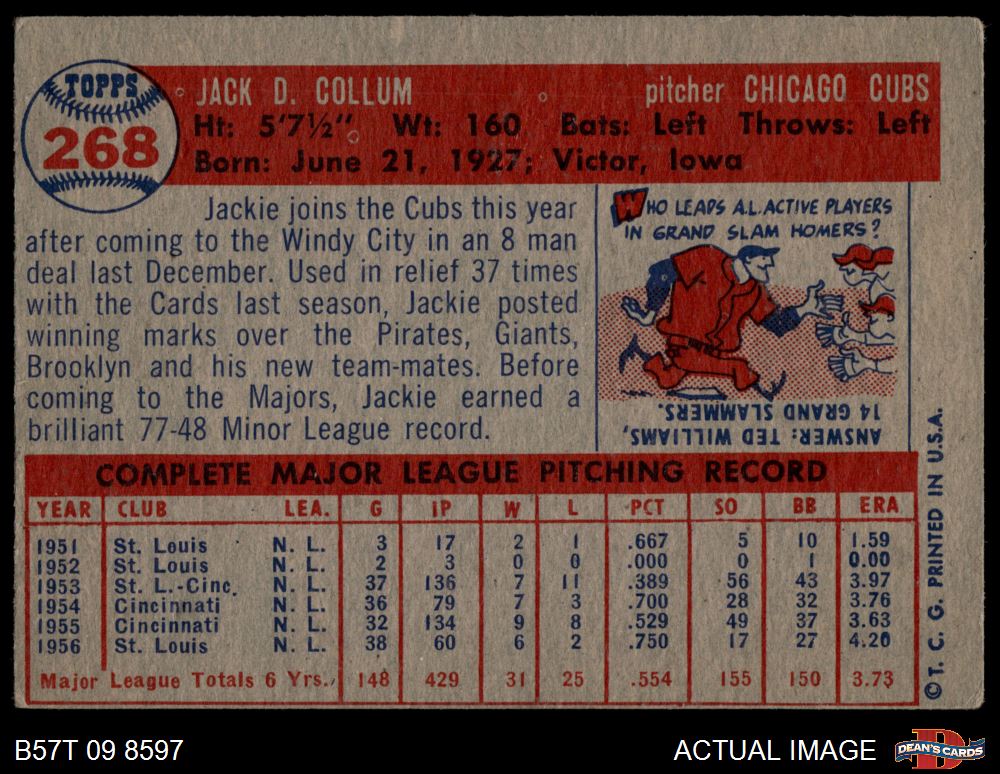 TOPPS
268
JACK D. COLLUM pitcher CHICAGO CUBS
Ht: 5'7½" Wt: 160 Bats: Left Throws: Left
Born: June 21, 1927; Victor, Iowa
Jackie joins the Cubs this year
after coming to the Windy City in an 8 man
deal last December. Used in relief 37 times
with the Cards last season, Jackie posted
winning marks over the Pirates, Giants,
Brooklyn and his new team-mates. Before
coming to the Majors, Jackie earned a
brilliant 77-48 Minor League record.
WHO LEADS A.L. ACTIVE PLAYERS
IN GRAND SLAM HOMERS?
ANSWER: TED WILLIAMS,
14 GRAND SLAMMERS.
COMPLETE MAJOR LEAGUE PITCHING RECORD
YEAR CLUB LEA. G IP W L PCT SO BB ERA
1951 St. Louis N. L. 3 17 2 1 .667 5 10 1.59
1952 St. Louis N. L. 2 3 0 0 .000 0 1 0.00
1953 St. L.-Cinc. N. L. 37 136 7 11 .389 56 43 3.97
1954 Cincinnati N. L. 36 79 7 3 .700 28 32 3.76
1955 Cincinnati N. L. 32 134 9 8 .529 49 37 3.63
1956 St. Louis N. L. 38 60 6 2 .750 17 27 4.20
Major League Totals 6 Yrs. 148 429 31 25 .554 155 150 3.73
© T. C. G. PRINTED IN U.S.A.
B57T 09 8597 ACTUAL IMAGE
DEAN'S CARDS